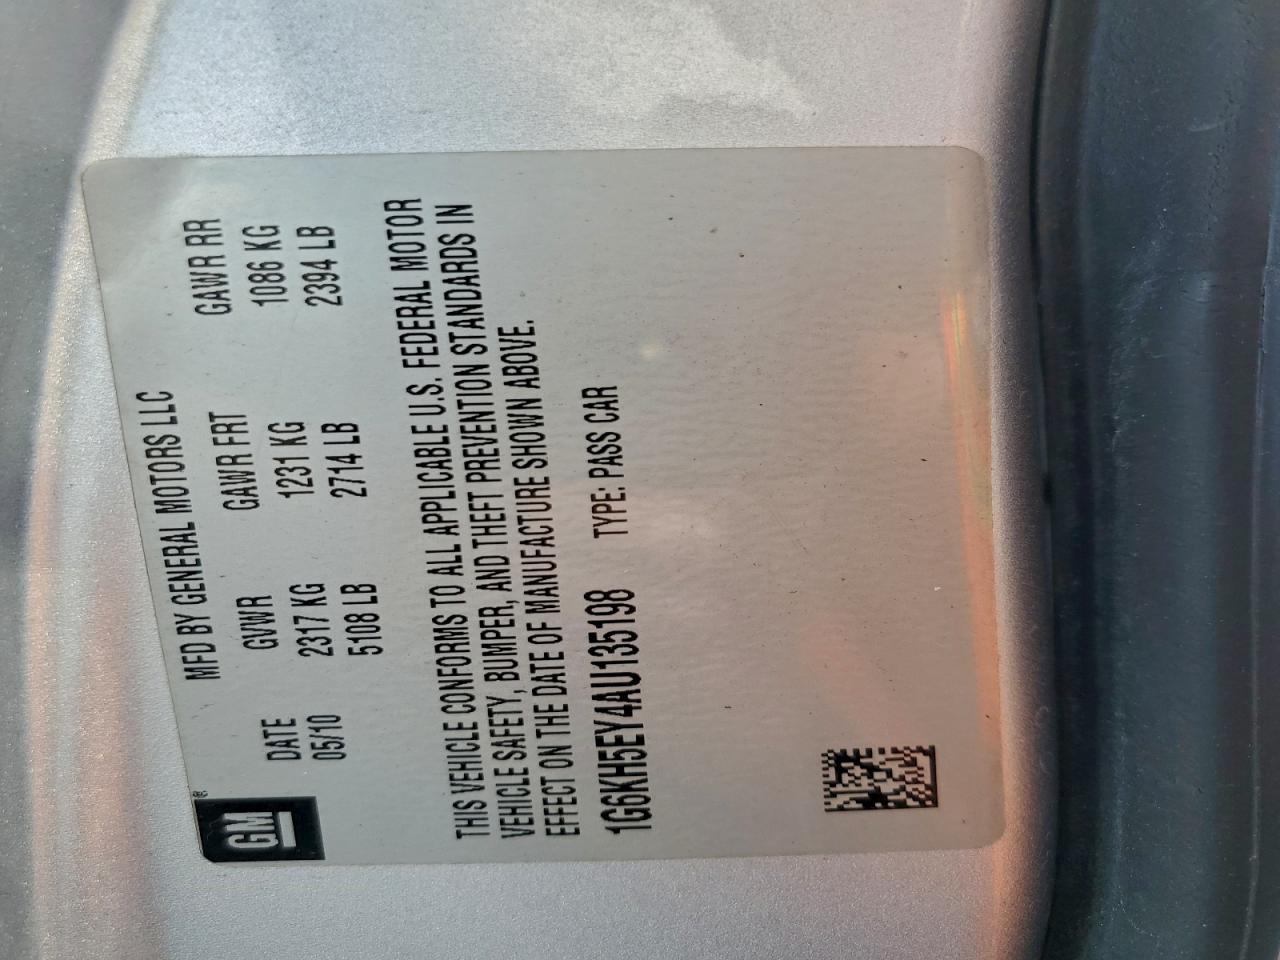 GM®
MFD BY GENERAL MOTORS LLC
DATE GVWR GAWR FRT GAWR RR
05/10 2317 KG 1231 KG 1086 KG
5108 LB 2714 LB 2394 LB
THIS VEHICLE CONFORMS TO ALL APPLICABLE U.S. FEDERAL MOTOR
VEHICLE SAFETY, BUMPER, AND THEFT PREVENTION STANDARDS IN
EFFECT ON THE DATE OF MANUFACTURE SHOWN ABOVE.
1G6KH5EY4AU135198 TYPE: PASS CAR